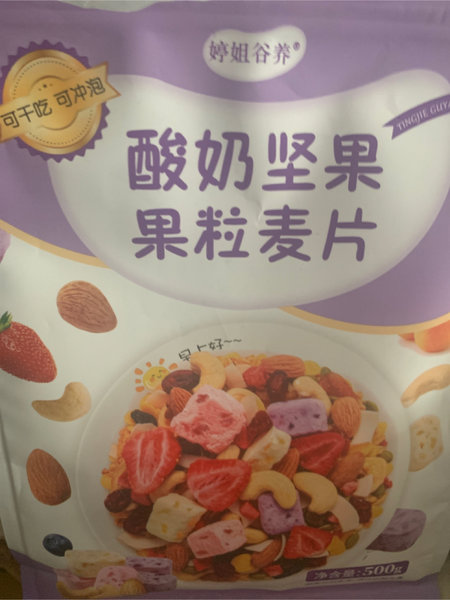 婷姐谷养®
可干吃 可冲泡
TINGJIE GUYA
酸奶坚果
果粒麦片
早上好~~
净含量:500g